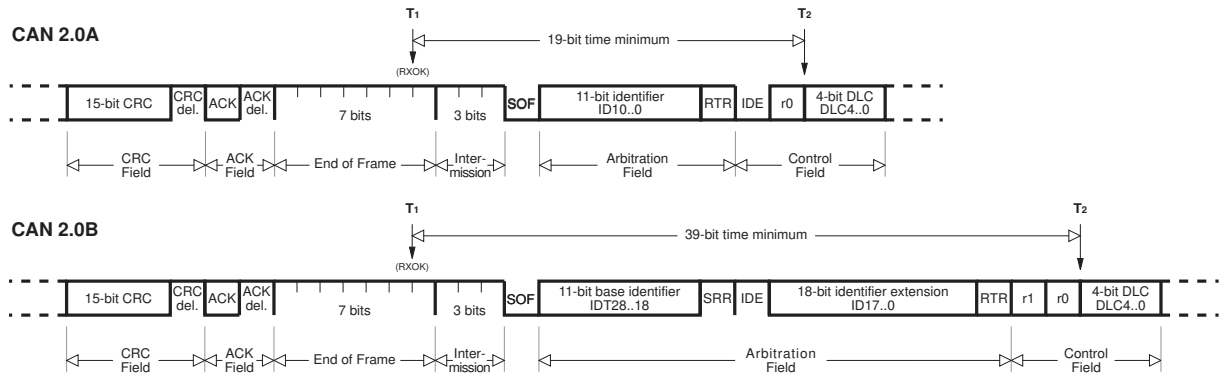 T1
T2
CAN 2.0A
19-bit time minimum
(RXOK)
15-bit CRC
CRC
del.
ACK
ACK
del.
7 bits
3 bits
SOF
11-bit identifier
ID10..0
RTR
IDE
r0
4-bit DLC
DLC4..0
CRC
Field
ACK
Field
End of Frame
Inter-
mission
Arbitration
Field
Control
Field
T1
T2
CAN 2.0B
39-bit time minimum
(RXOK)
15-bit CRC
CRC
del.
ACK
ACK
del.
7 bits
3 bits
SOF
11-bit base identifier
IDT28..18
SRR
IDE
18-bit identifier extension
ID17..0
RTR
r1
r0
4-bit DLC
DLC4..0
CRC
Field
ACK
Field
End of Frame
Inter-
mission
Arbitration
Field
Control
Field